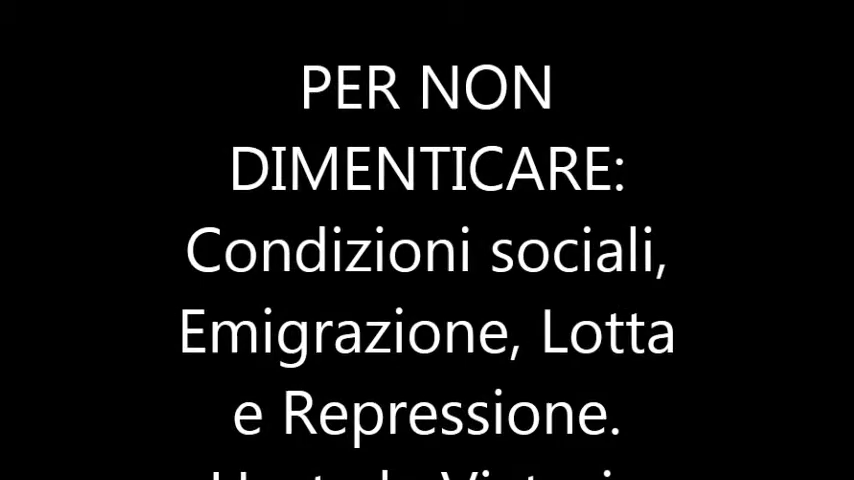 PER NON
DIMENTICARE:
Condizioni sociali,
Emigrazione, Lotta
e Repressione.